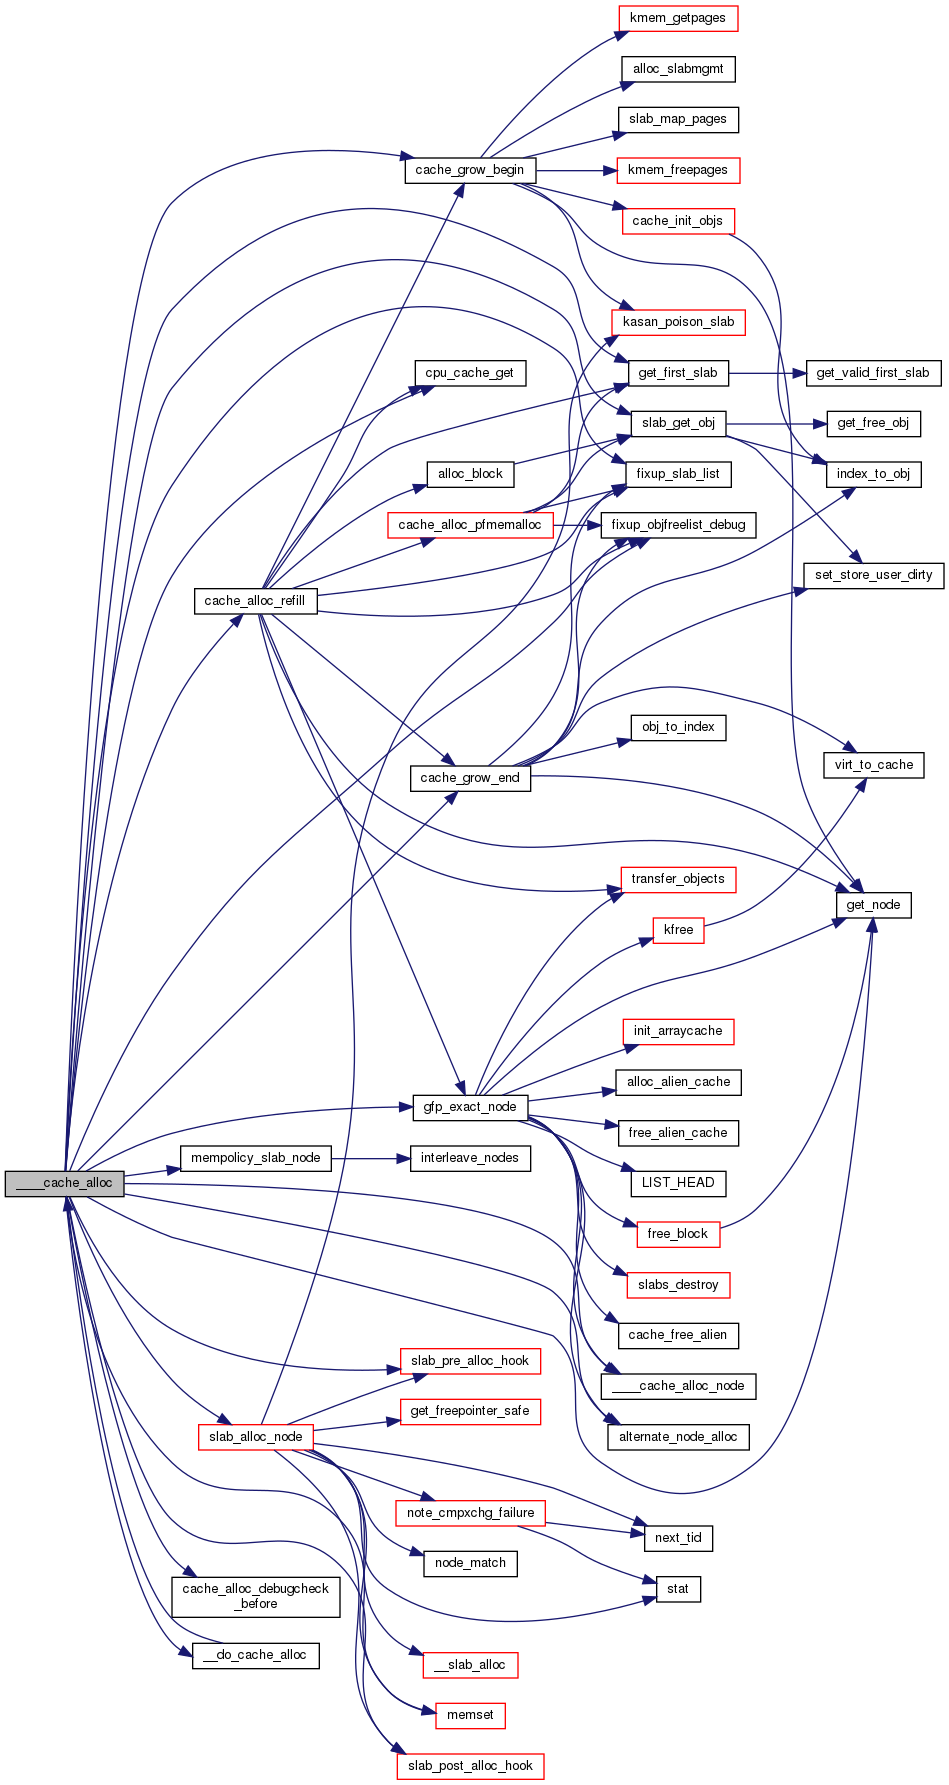 kmem_getpages
alloc_slabmgmt
slab_map_pages
cache_grow_begin
kmem_freepages
cache_init_objs
kasan_poison_slab
cpu_cache_get
get_first_slab
get_valid_first_slab
slab_get_obj
get_free_obj
alloc_block
fixup_slab_list
index_to_obj
cache_alloc_pfmemalloc
fixup_objfreelist_debug
set_store_user_dirty
cache_alloc_refill
obj_to_index
virt_to_cache
cache_grow_end
transfer_objects
get_node
kfree
init_arraycache
alloc_alien_cache
gfp_exact_node
free_alien_cache
mempolicy_slab_node
interleave_nodes
____cache_alloc
LIST_HEAD
free_block
slabs_destroy
cache_free_alien
slab_pre_alloc_hook
____cache_alloc_node
get_freepointer_safe
slab_alloc_node
alternate_node_alloc
note_cmpxchg_failure
next_tid
node_match
stat
cache_alloc_debugcheck
_before
__do_cache_alloc
__slab_alloc
memset
slab_post_alloc_hook